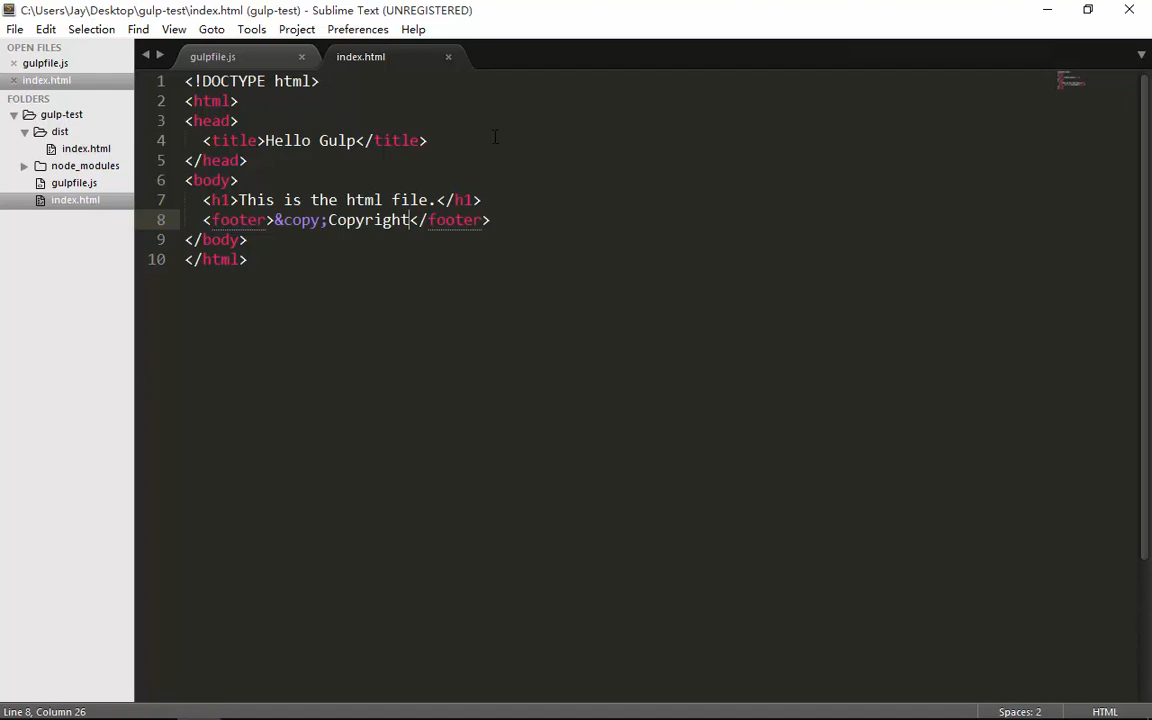 C:\Users\Jay\Desktop\gulp-test\index.html (gulp-test) - Sublime Text (UNREGISTERED)
File Edit Selection Find View Goto Tools Project Preferences Help
OPEN FILES
gulpfile.js
index.html
FOLDERS
gulp-test
dist
index.html
node_modules
gulpfile.js
index.html
gulpfile.js index.html
1 <!DOCTYPE html>
2 <html>
3 <head>
4 <title>Hello Gulp</title>
5 </head>
6 <body>
7 <h1>This is the html file.</h1>
8 <footer>&copy;Copyright</footer>
9 </body>
10 </html>
Line 8, Column 26 Spaces: 2 HTML